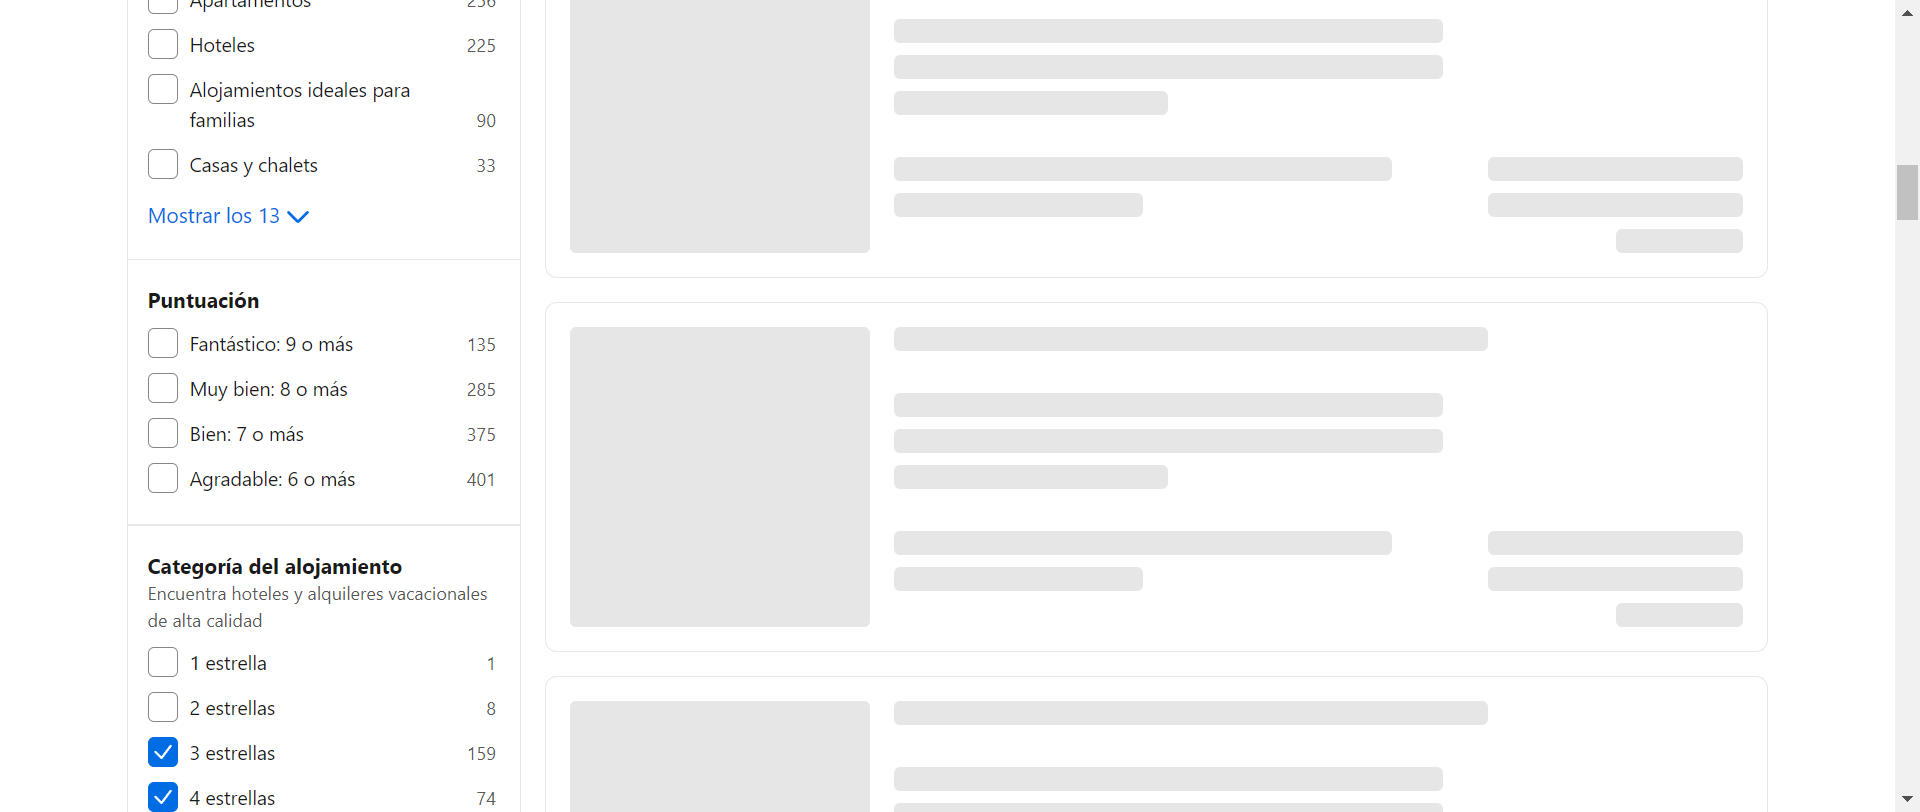 Apartamentos 256
Hoteles 225
Alojamientos ideales para
familias 90
Casas y chalets 33
Mostrar los 13
Puntuación
Fantástico: 9 o más 135
Muy bien: 8 o más 285
Bien: 7 o más 375
Agradable: 6 o más 401
Categoría del alojamiento
Encuentra hoteles y alquileres vacacionales
de alta calidad
1 estrella 1
2 estrellas 8
3 estrellas 159
4 estrellas 74